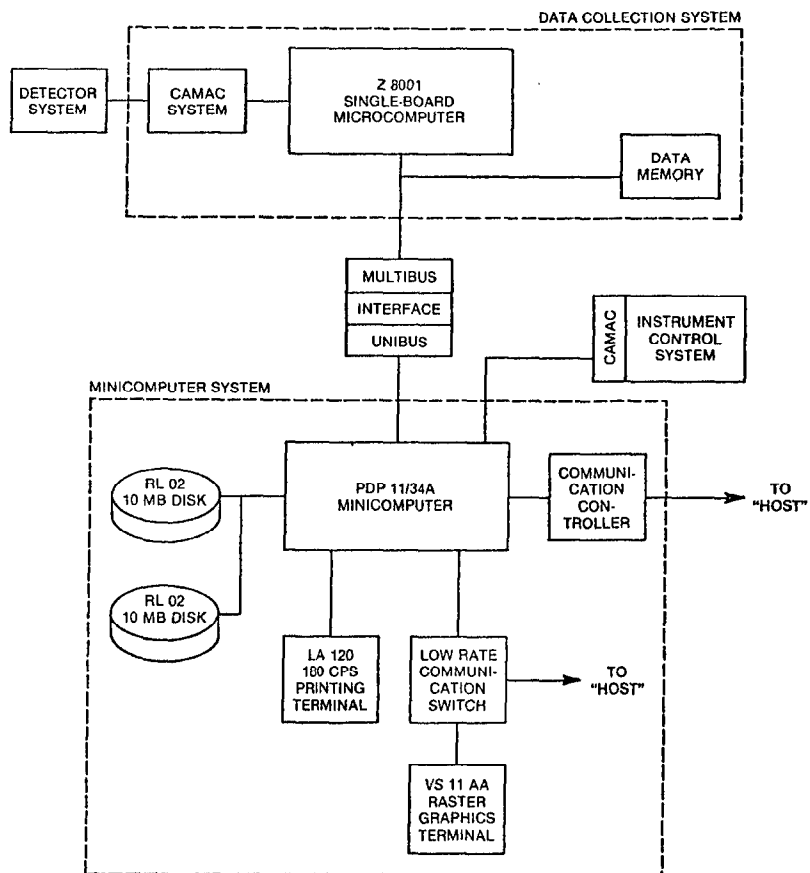 DATA COLLECTION SYSTEM
DETECTOR
SYSTEM
CAMAC
SYSTEM
Z 8001
SINGLE-BOARD
MICROCOMPUTER
DATA
MEMORY
MULTIBUS
INTERFACE
UNIBUS
CAMAC
INSTRUMENT
CONTROL
SYSTEM
MINICOMPUTER SYSTEM
RL 02
10 MB DISK
PDP 11/34A
MINICOMPUTER
COMMUNI-
CATION
CON-
TROLLER
TO
"HOST"
RL 02
10 MB DISK
LA 120
180 CPS
PRINTING
TERMINAL
LOW RATE
COMMUNI-
CATION
SWITCH
TO
"HOST"
VS 11 AA
RASTER
GRAPHICS
TERMINAL